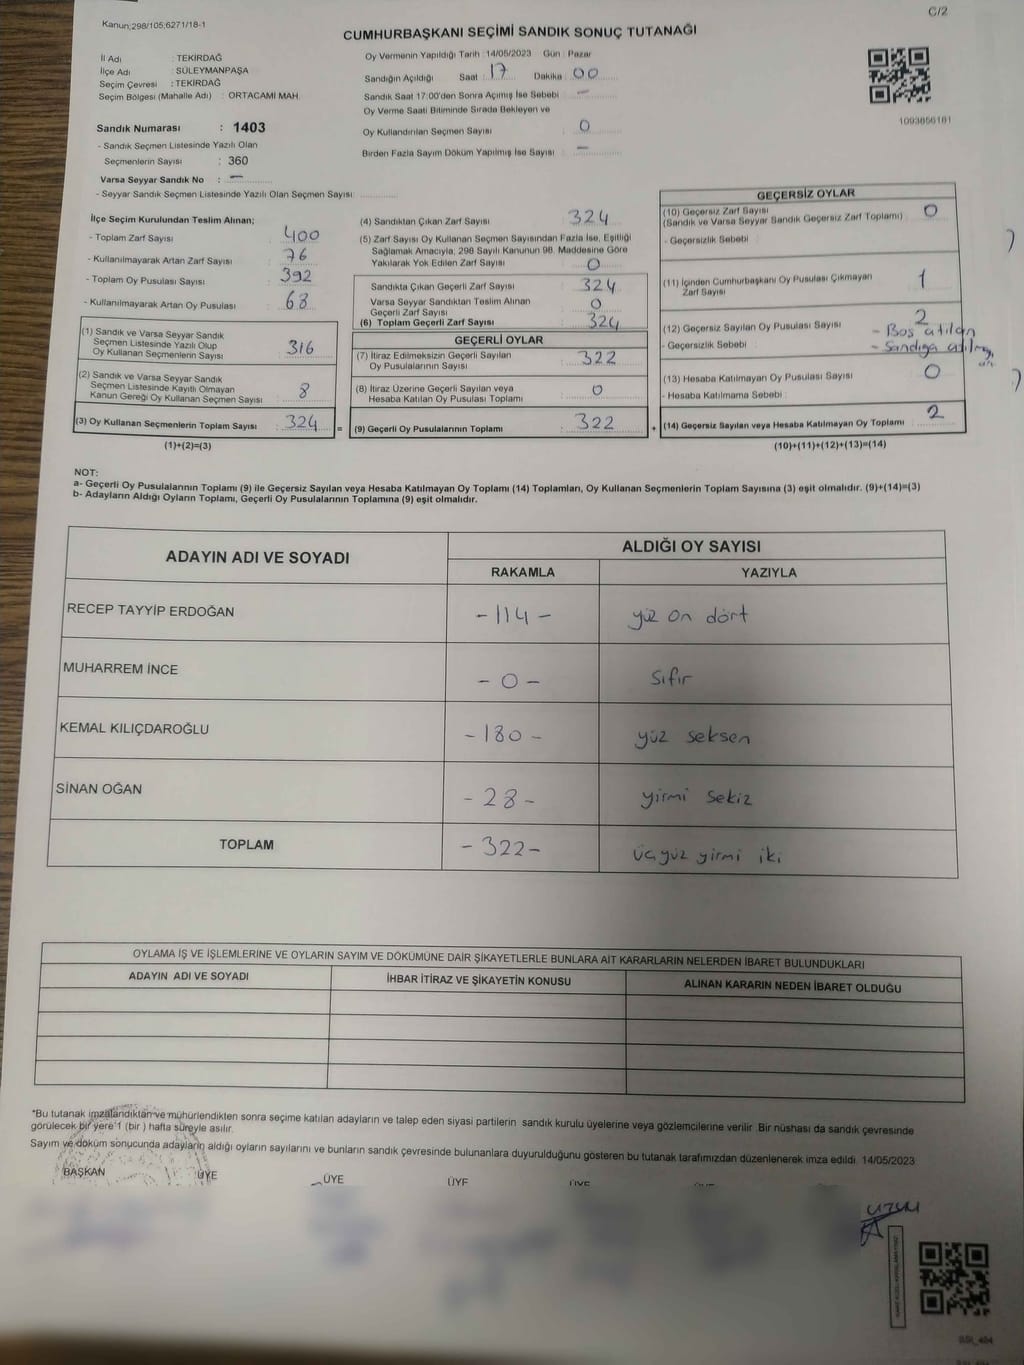 C/2
Kanun;298/105;6271/18-1
CUMHURBAŞKANI SEÇİMİ SANDIK SONUÇ TUTANAĞI
İl Adı : TEKİRDAĞ
İlçe Adı : SÜLEYMANPAŞA
Seçim Çevresi : TEKİRDAĞ
Seçim Bölgesi (Mahalle Adı) : ORTACAMİ MAH.
Oy Vermenin Yapıldığı Tarih :14/05/2023 Gün : Pazar
Sandığın Açıldığı Saat : 17 Dakika : 00
Sandık Saat 17:00'den Sonra Açımış İse Sebebi : -
Oy Verme Saati Bitiminde Sırada Bekleyen ve
Oy Kullandırılan Seçmen Sayısı : 0
Birden Fazla Sayım Döküm Yapılmış İse Sayısı : -
1003856181
Sandık Numarası : 1403
- Sandık Seçmen Listesinde Yazılı Olan
Seçmenlerin Sayısı : 360
Varsa Seyyar Sandık No : -
- Seyyar Sandık Seçmen Listesinde Yazılı Olan Seçmen Sayısı:
İlçe Seçim Kurulundan Teslim Alınan;
- Toplam Zarf Sayısı : 400
- Kullanılmayarak Artan Zarf Sayısı : 76
- Toplam Oy Pusulası Sayısı : 392
- Kullanılmayarak Artan Oy Pusulası : 68
(1) Sandık ve Varsa Seyyar Sandık
Seçmen Listesinde Yazılı Olup
Oy Kullanan Seçmenlerin Sayısı : 316
(2) Sandık ve Varsa Seyyar Sandık
Seçmen Listesinde Kayıtlı Olmayan
Kanun Gereği Oy Kullanan Seçmen Sayısı : 8
(3) Oy Kullanan Seçmenlerin Toplam Sayısı : 324 =
(1)+(2)=(3)
(4) Sandıktan Çıkan Zarf Sayısı : 324
(5) Zarf Sayısı Oy Kullanan Seçmen Sayısından Fazla İse, Eşitliği
Sağlamak Amacıyla, 298 Sayılı Kanunun 98. Maddesine Göre
Yakılarak Yok Edilen Zarf Sayısı : 0
Sandıkta Çıkan Geçerli Zarf Sayısı : 324
Varsa Seyyar Sandıktan Teslim Alınan
Geçerli Zarf Sayısı : 0
(6) Toplam Geçerli Zarf Sayısı : 324
GEÇERLİ OYLAR
(7) İtiraz Edilmeksizin Geçerli Sayılan
Oy Pusulalarının Sayısı : 322
(8) İtiraz Üzerine Geçerli Sayılan veya
Hesaba Katılan Oy Pusulası Toplamı : 0
(9) Geçerli Oy Pusulalarının Toplamı : 322 +
GEÇERSİZ OYLAR
(10) Geçersiz Zarf Sayısı
(Sandık ve Varsa Seyyar Sandık Geçersiz Zarf Toplamı) : 0
- Geçersizlik Sebebi :
(11) İçinden Cumhurbaşkanı Oy Pusulası Çıkmayan
Zarf Sayısı : 1
(12) Geçersiz Sayılan Oy Pusulası Sayısı : 2
- Geçersizlik Sebebi : - Boş atılan
- Sandığa
(13) Hesaba Katılmayan Oy Pusulası Sayısı : 0
- Hesaba Katılmama Sebebi :
(14) Geçersiz Sayılan veya Hesaba Katılmayan Oy Toplamı : 2
(10)+(11)+(12)+(13)=(14)
NOT:
a- Geçerli Oy Pusulalarının Toplamı (9) ile Geçersiz Sayılan veya Hesaba Katılmayan Oy Toplamı (14) Toplamları, Oy Kullanan Seçmenlerin Toplam Sayısına (3) eşit olmalıdır. (9)+(14)=(3)
b- Adayların Aldığı Oyların Toplamı, Geçerli Oy Pusulalarının Toplamına (9) eşit olmalıdır.
ADAYIN ADI VE SOYADI
ALDIĞI OY SAYISI
RAKAMLA YAZIYLA
RECEP TAYYİP ERDOĞAN -114- yüz on dört
MUHARREM İNCE -0- Sıfır
KEMAL KILIÇDAROĞLU -180- yüz seksen
SİNAN OĞAN -28- yirmi sekiz
TOPLAM -322- üçyüz yirmi iki
OYLAMA İŞ VE İŞLEMLERİNE VE OYLARIN SAYIM VE DÖKÜMÜNE DAİR ŞİKAYETLERLE BUNLARA AİT KARARLARIN NELERDEN İBARET BULUNDUKLARI
ADAYIN ADI VE SOYADI İHBAR İTİRAZ VE ŞİKAYETİN KONUSU ALINAN KARARIN NEDEN İBARET OLDUĞU
*Bu tutanak imzalandıktan ve mühürlendikten sonra seçime katılan adayların ve talep eden siyasi partilerin sandık kurulu üyelerine veya gözlemcilerine verilir. Bir nüshası da sandık çevresinde
görülecek bir yere 1 (bir ) hafta süreyle asılır.
Sayım ve döküm sonucunda adayların aldığı oyların sayılarını ve bunların sandık çevresinde bulunanlara duyurulduğunu gösteren bu tutanak tarafımızdan düzenlenerek imza edildi. 14/05/2023
BAŞKAN ÜYE ÜYE ÜYE ÜYE